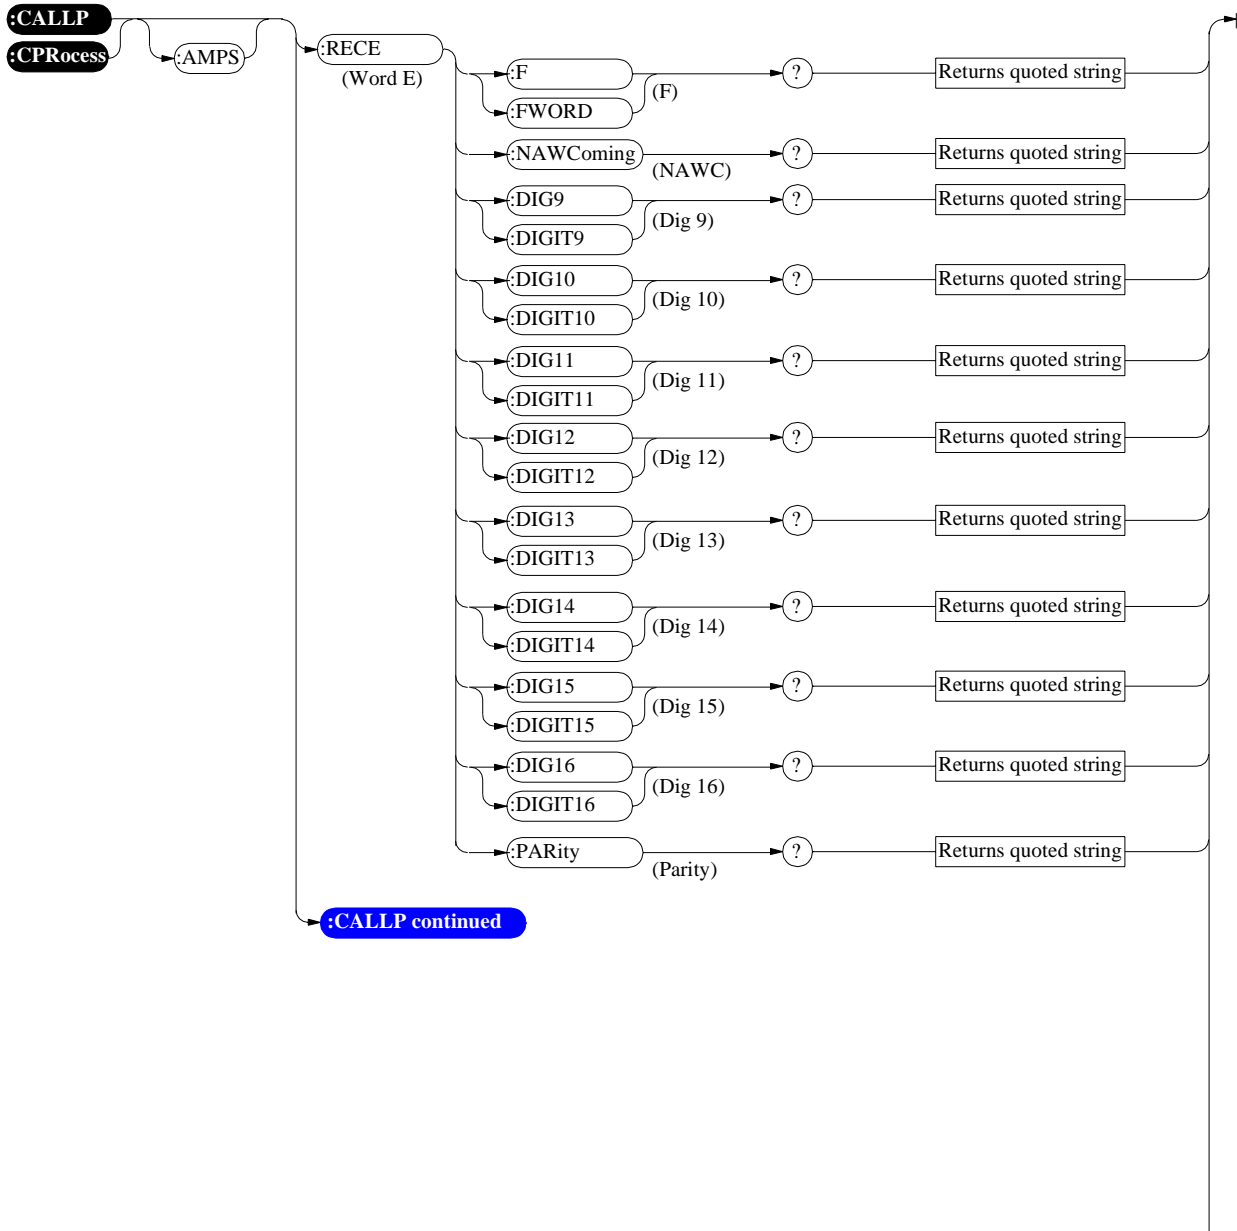 :CALLP
:CPRocess
:AMPS
:RECE
(Word E)
:F
:FWORD
(F)
?
Returns quoted string
:NAWComing
(NAWC)
?
Returns quoted string
:DIG9
:DIGIT9
(Dig 9)
?
Returns quoted string
:DIG10
:DIGIT10
(Dig 10)
?
Returns quoted string
:DIG11
:DIGIT11
(Dig 11)
?
Returns quoted string
:DIG12
:DIGIT12
(Dig 12)
?
Returns quoted string
:DIG13
:DIGIT13
(Dig 13)
?
Returns quoted string
:DIG14
:DIGIT14
(Dig 14)
?
Returns quoted string
:DIG15
:DIGIT15
(Dig 15)
?
Returns quoted string
:DIG16
:DIGIT16
(Dig 16)
?
Returns quoted string
:PARity
(Parity)
?
Returns quoted string
:CALLP continued